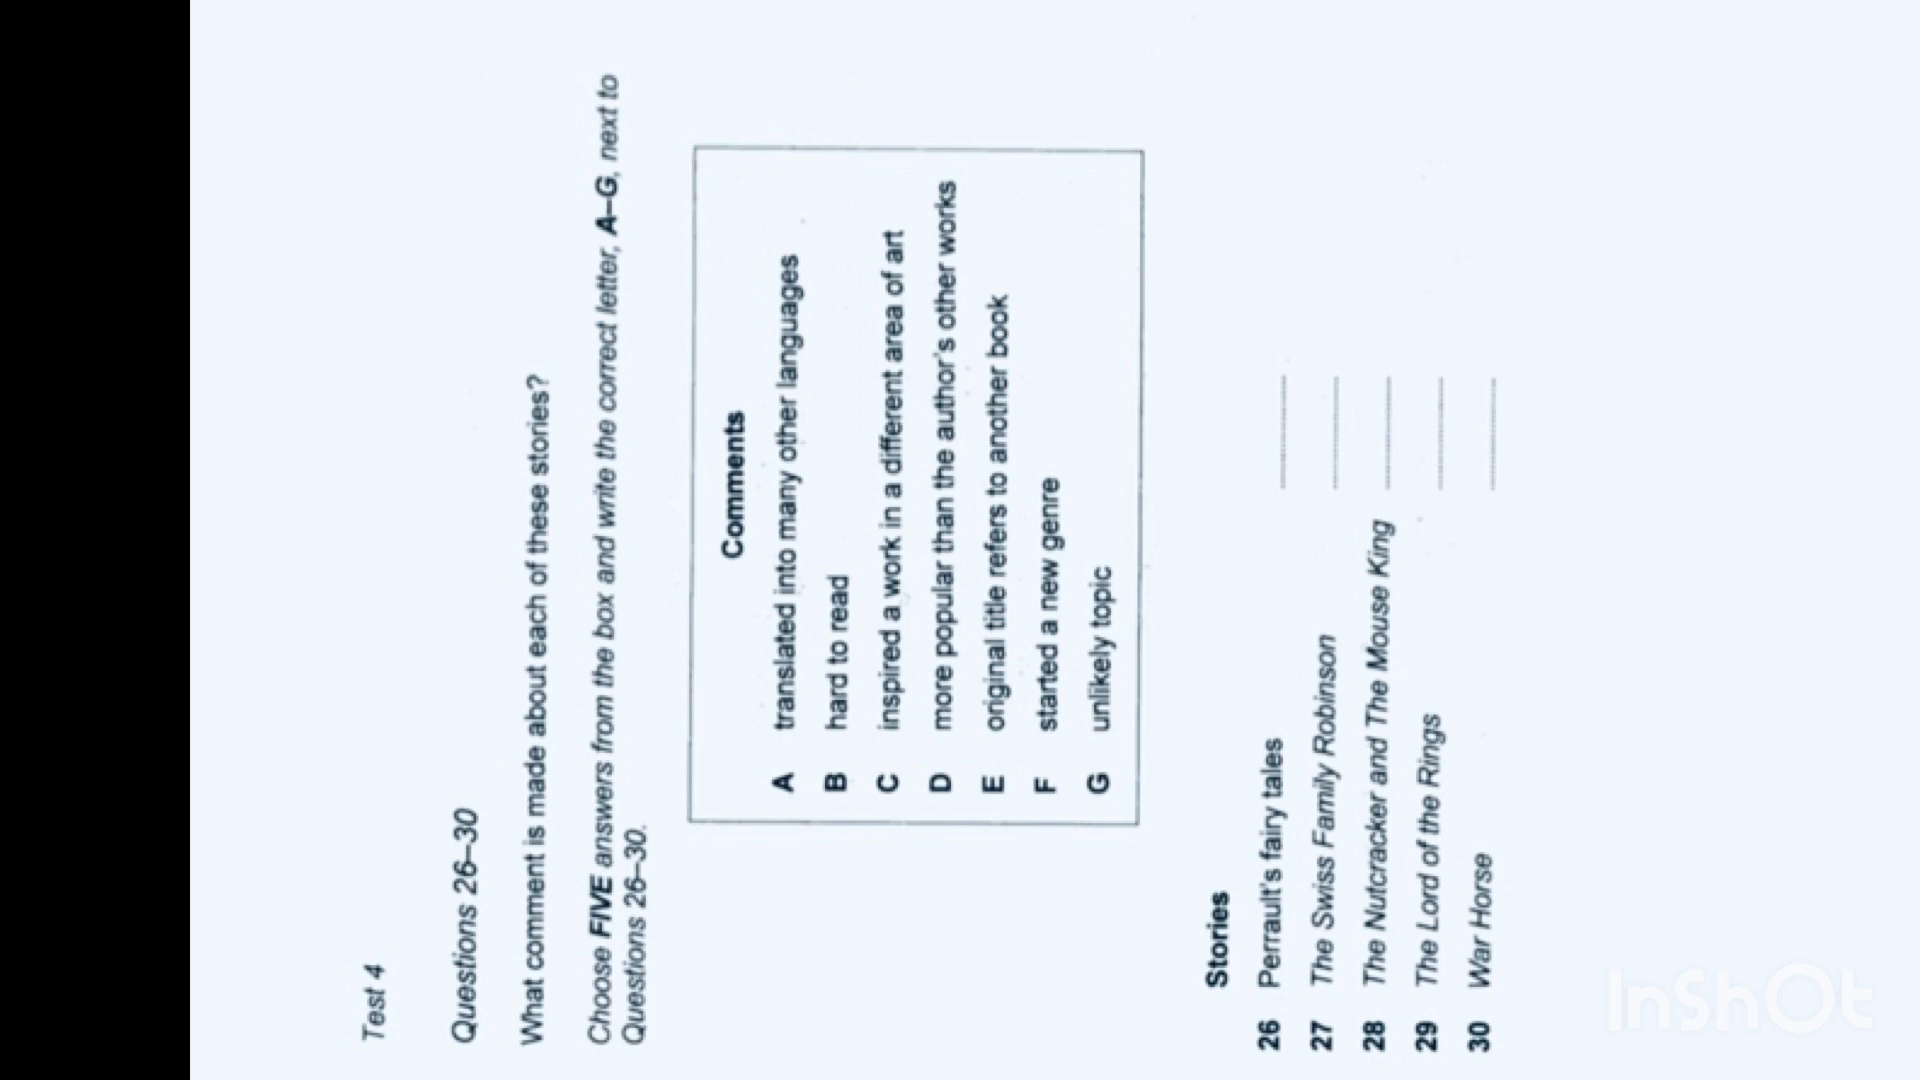 Test 4
Questions 26–30
What comment is made about each of these stories?
Choose FIVE answers from the box and write the correct letter, A–G, next to
Questions 26–30.
Comments
A translated into many other languages
B hard to read
C inspired a work in a different area of art
D more popular than the author's other works
E original title refers to another book
F started a new genre
G unlikely topic
Stories
26 Perrault's fairy tales
27 The Swiss Family Robinson
28 The Nutcracker and The Mouse King
29 The Lord of the Rings
30 War Horse
InShOt